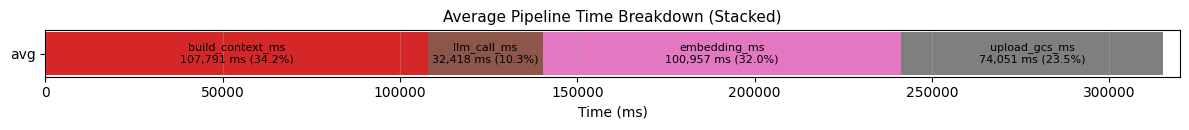 Average Pipeline Time Breakdown (Stacked)
avg
build_context_ms
107,791 ms (34.2%)
llm_call_ms
32,418 ms (10.3%)
embedding_ms
100,957 ms (32.0%)
upload_gcs_ms
74,051 ms (23.5%)
0 50000 100000 150000 200000 250000 300000
Time (ms)